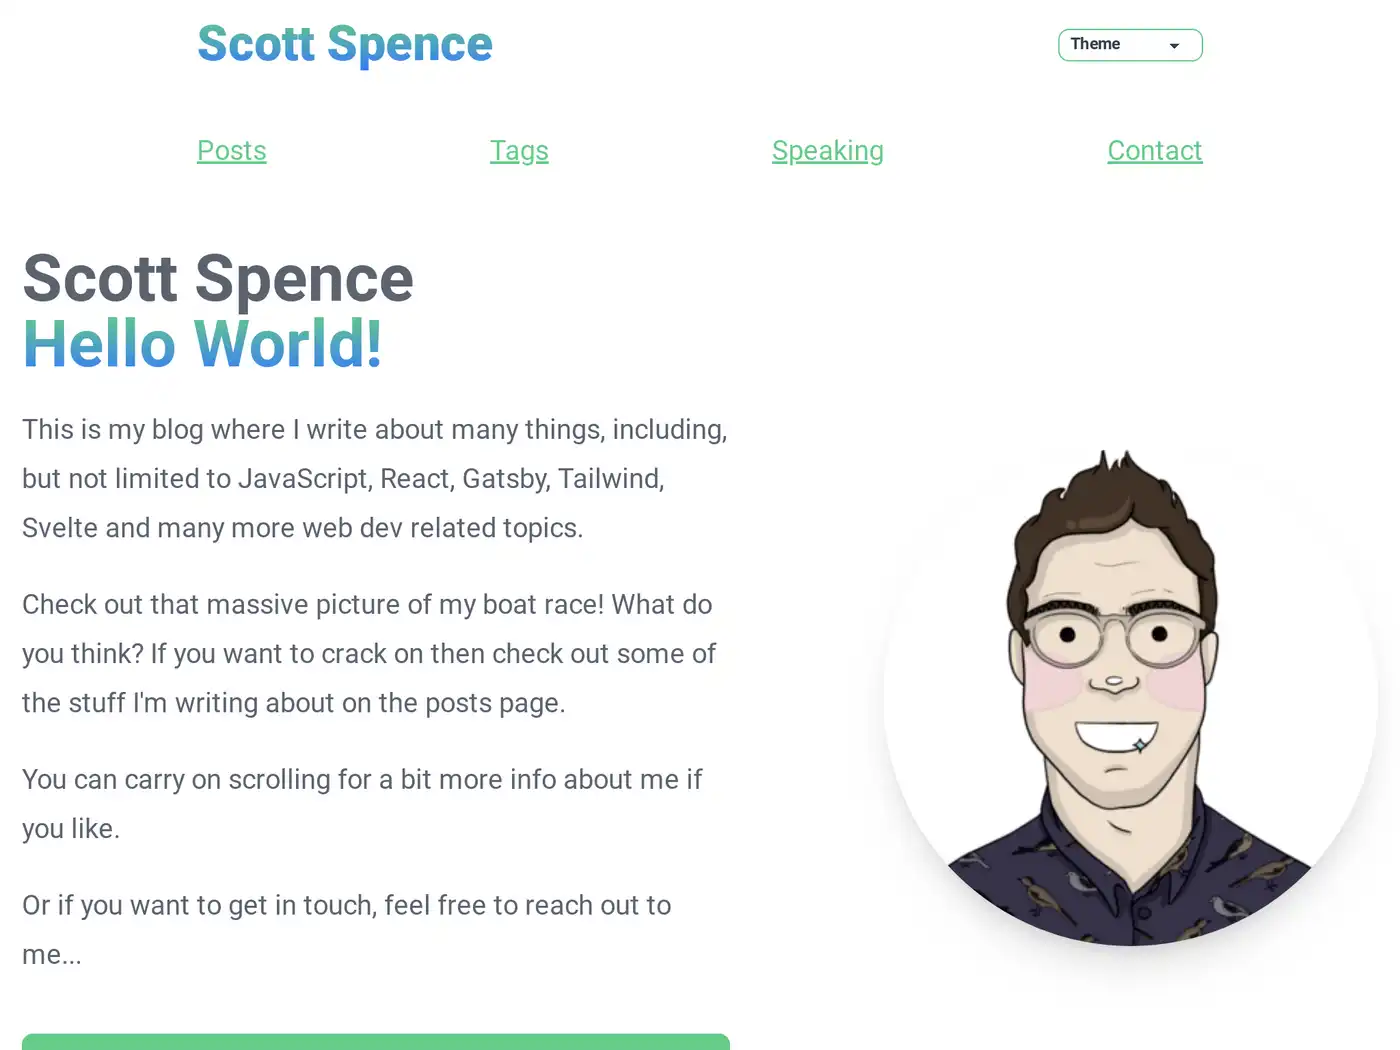 Scott Spence
Theme
Posts
Tags
Speaking
Contact
Scott Spence
Hello World!
This is my blog where I write about many things, including,
but not limited to JavaScript, React, Gatsby, Tailwind,
Svelte and many more web dev related topics.
Check out that massive picture of my boat race! What do
you think? If you want to crack on then check out some of
the stuff I'm writing about on the posts page.
You can carry on scrolling for a bit more info about me if
you like.
Or if you want to get in touch, feel free to reach out to
me...